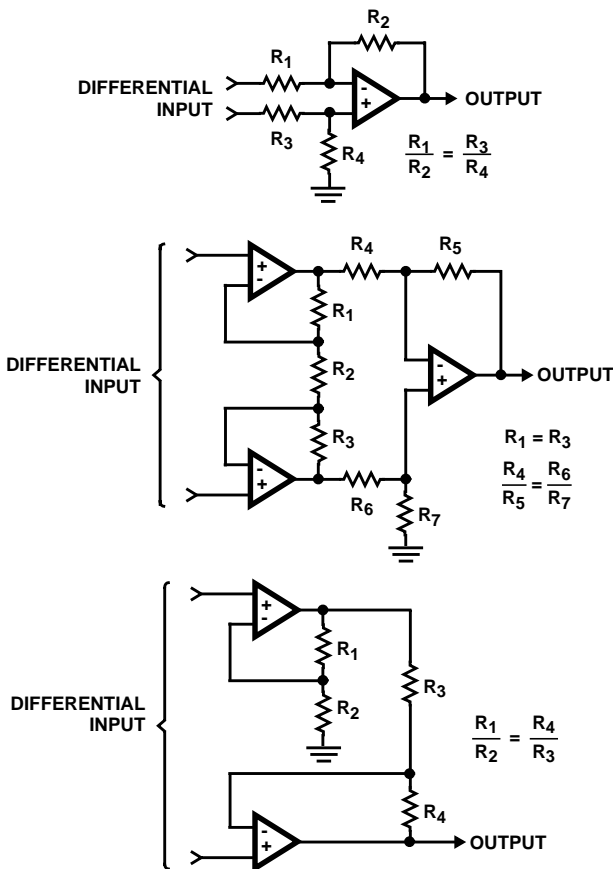 R2
R1
DIFFERENTIAL
INPUT
-
+
OUTPUT
R3
R4
R1/R2 = R3/R4
R4
R5
+
-
R1
DIFFERENTIAL
INPUT
R2
-
+
OUTPUT
R3
R1 = R3
-
+
R6
R7
R4/R5 = R6/R7
+
-
R1
R3
DIFFERENTIAL
INPUT
R2
R1/R2 = R4/R3
-
+
R4
OUTPUT